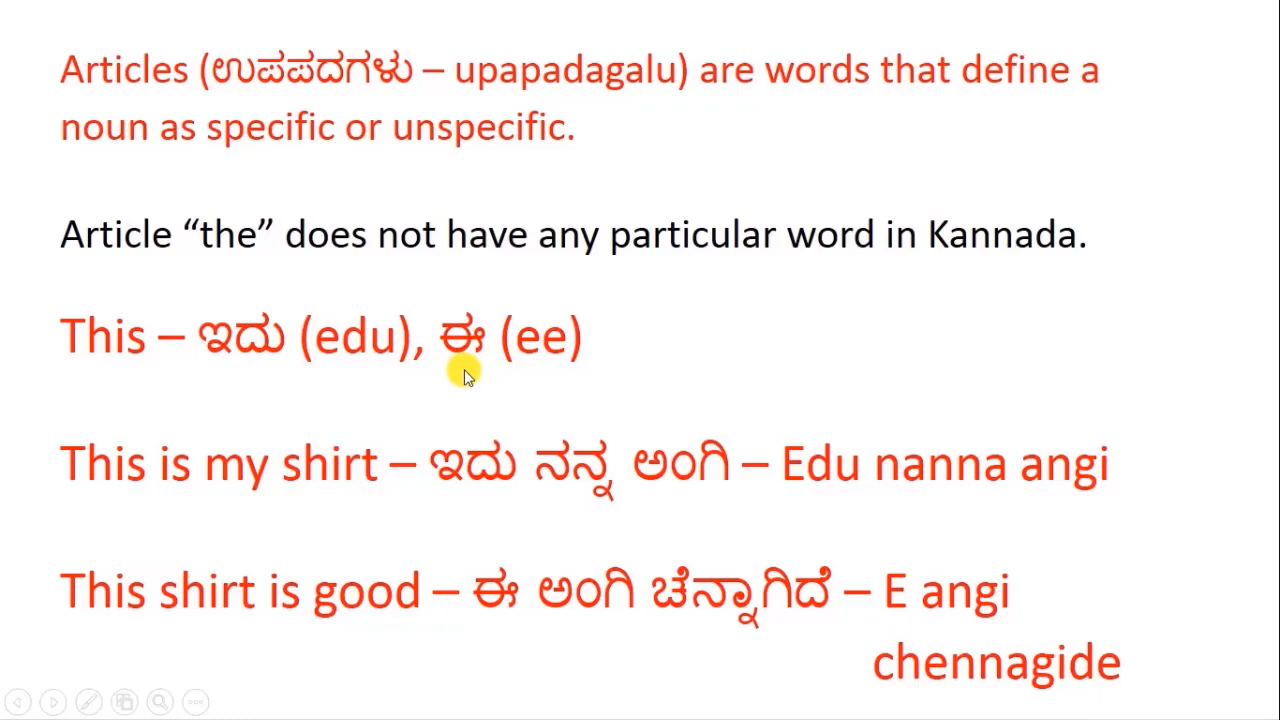 Articles (ಉಪಪದಗಳು – upapadagalu) are words that define a
noun as specific or unspecific.
Article “the” does not have any particular word in Kannada.
This – ಇದು (edu), ಈ (ee)
This is my shirt – ಇದು ನನ್ನ ಅಂಗಿ – Edu nanna angi
This shirt is good – ಈ ಅಂಗಿ ಚೆನ್ನಾಗಿದೆ – E angi
chennagide